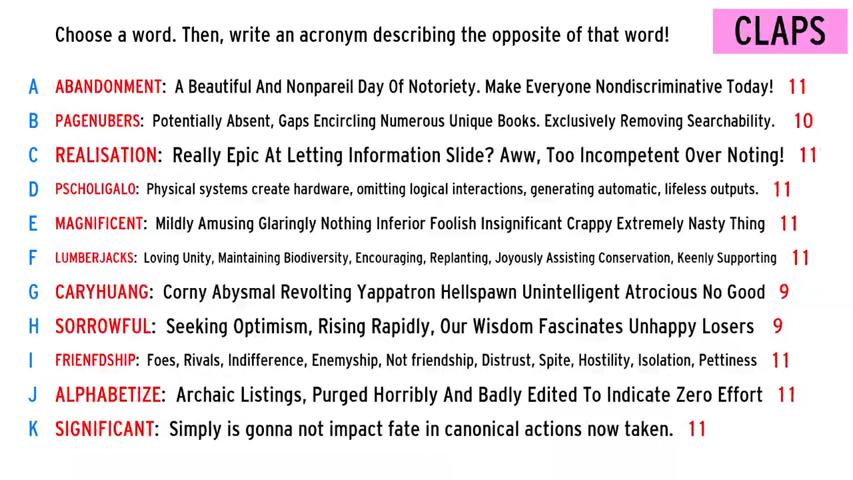 Choose a word. Then, write an acronym describing the opposite of that word!
CLAPS
A ABANDONMENT: A Beautiful And Nonpareil Day Of Notoriety. Make Everyone Nondiscriminative Today! 11
B PAGENUBERS: Potentially Absent, Gaps Encircling Numerous Unique Books. Exclusively Removing Searchability. 10
C REALISATION: Really Epic At Letting Information Slide? Aww, Too Incompetent Over Noting! 11
D PSCHOLIGALO: Physical systems create hardware, omitting logical interactions, generating automatic, lifeless outputs. 11
E MAGNIFICENT: Mildly Amusing Glaringly Nothing Inferior Foolish Insignificant Crappy Extremely Nasty Thing 11
F LUMBERJACKS: Loving Unity, Maintaining Biodiversity, Encouraging, Replanting, Joyously Assisting Conservation, Keenly Supporting 11
G CARYHUANG: Corny Abysmal Revolting Yappatron Hellspawn Unintelligent Atrocious No Good 9
H SORROWFUL: Seeking Optimism, Rising Rapidly, Our Wisdom Fascinates Unhappy Losers 9
I FRIENFDSHIP: Foes, Rivals, Indifference, Enemyship, Not friendship, Distrust, Spite, Hostility, Isolation, Pettiness 11
J ALPHABETIZE: Archaic Listings, Purged Horribly And Badly Edited To Indicate Zero Effort 11
K SIGNIFICANT: Simply is gonna not impact fate in canonical actions now taken. 11